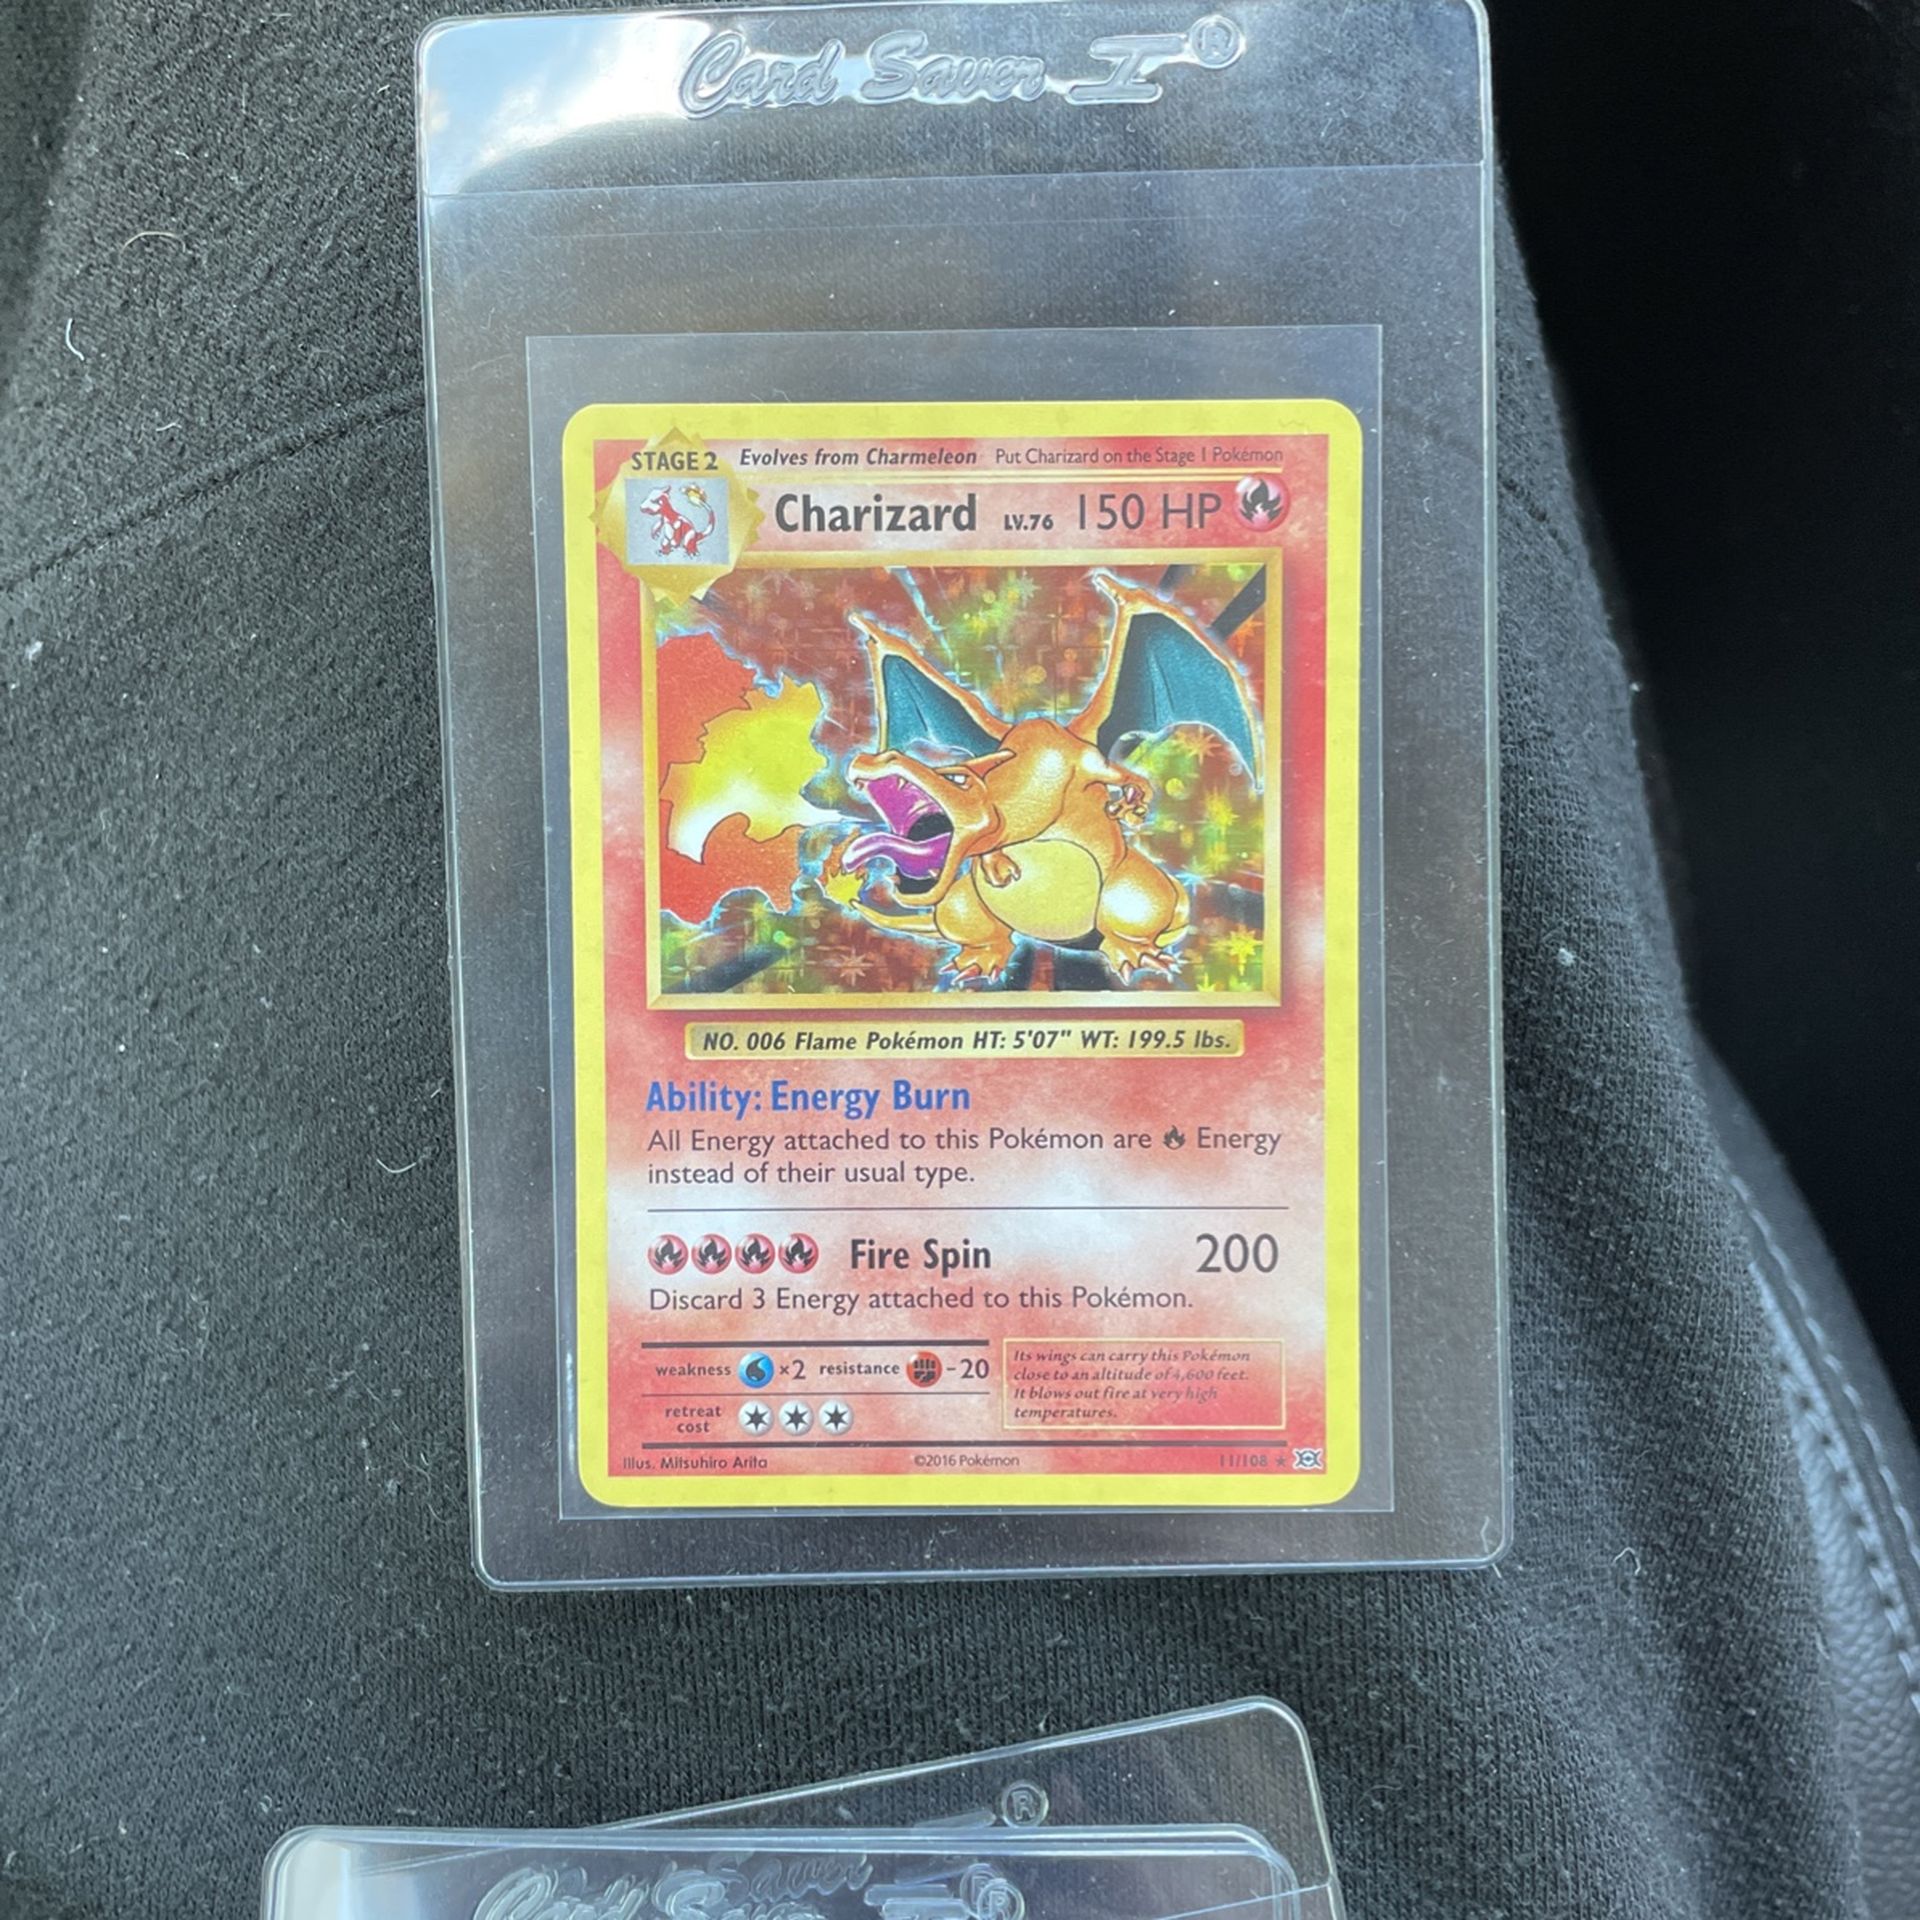 Card Saver I®
STAGE 2 Evolves from Charmeleon Put Charizard on the Stage 1 Pokémon
Charizard LV.76 150 HP
NO. 006 Flame Pokémon HT: 5'07" WT: 199.5 lbs.
Ability: Energy Burn
All Energy attached to this Pokémon are Energy
instead of their usual type.
Fire Spin 200
Discard 3 Energy attached to this Pokémon.
weakness ×2 resistance -20
retreat
cost
Its wings can carry this Pokémon
close to an altitude of 4,600 feet.
It blows out fire at very high
temperatures.
Illus. Mitsuhiro Arita ©2016 Pokémon 11/108 ★
®
Card Saver